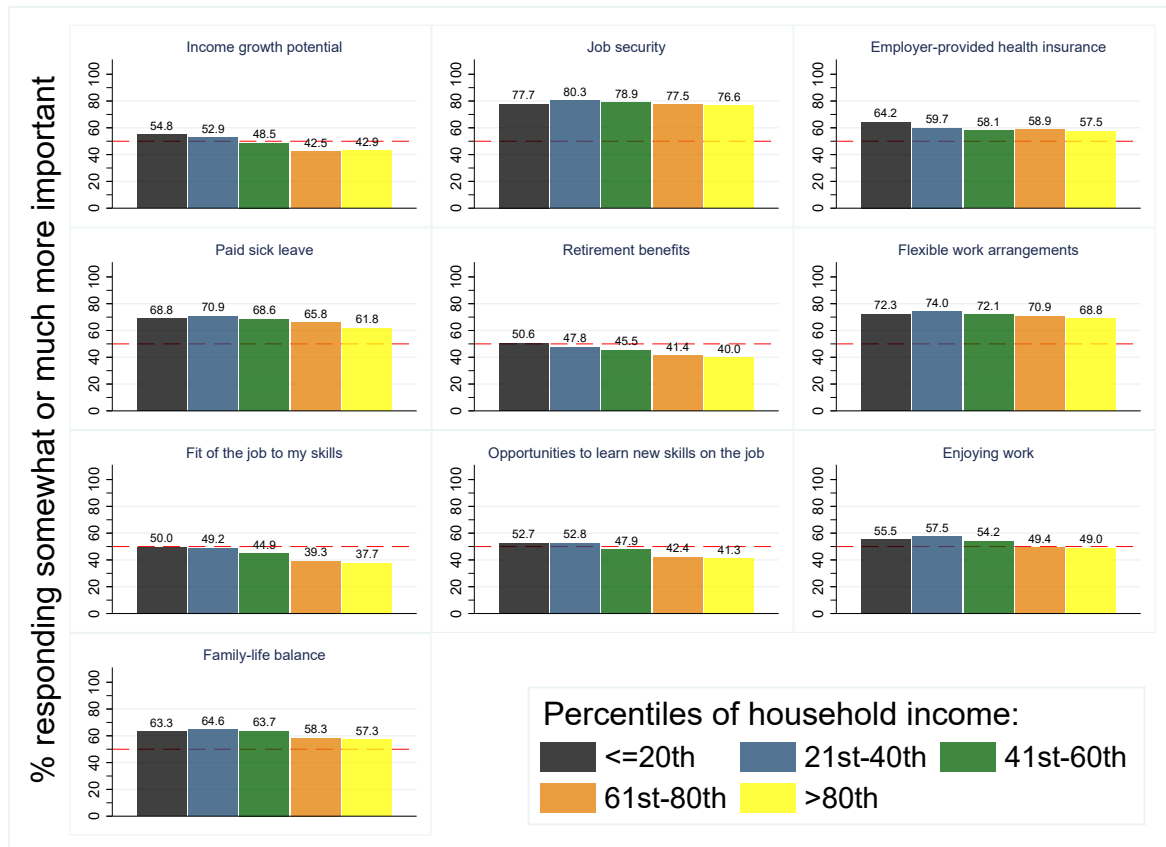 % responding somewhat or much more important
Income growth potential
0 20 40 60 80 100
54.8 52.9 48.5 42.5 42.9
Job security
0 20 40 60 80 100
77.7 80.3 78.9 77.5 76.6
Employer-provided health insurance
0 20 40 60 80 100
64.2 59.7 58.1 58.9 57.5
Paid sick leave
0 20 40 60 80 100
68.8 70.9 68.6 65.8 61.8
Retirement benefits
0 20 40 60 80 100
50.6 47.8 45.5 41.4 40.0
Flexible work arrangements
0 20 40 60 80 100
72.3 74.0 72.1 70.9 68.8
Fit of the job to my skills
0 20 40 60 80 100
50.0 49.2 44.9 39.3 37.7
Opportunities to learn new skills on the job
0 20 40 60 80 100
52.7 52.8 47.9 42.4 41.3
Enjoying work
0 20 40 60 80 100
55.5 57.5 54.2 49.4 49.0
Family-life balance
0 20 40 60 80 100
63.3 64.6 63.7 58.3 57.3
Percentiles of household income:
<=20th 21st-40th 41st-60th
61st-80th >80th